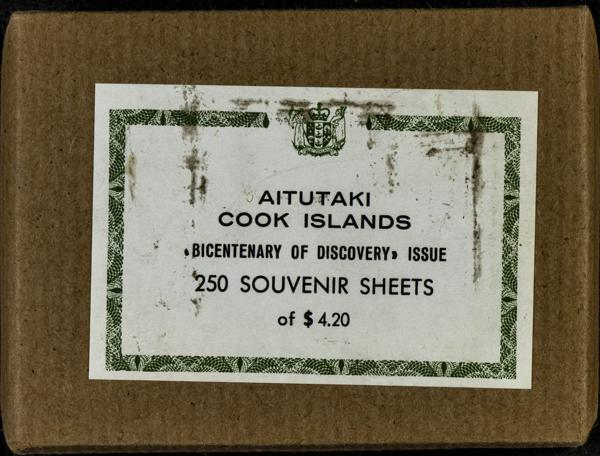 AITUTAKI
COOK ISLANDS
"BICENTENARY OF DISCOVERY" ISSUE
250 SOUVENIR SHEETS
of $4.20